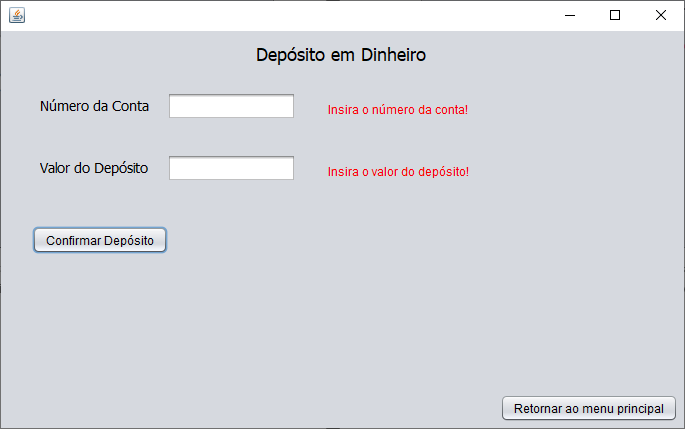 Depósito em Dinheiro
Número da Conta
Insira o número da conta!
Valor do Depósito
Insira o valor do depósito!
Confirmar Depósito
Retornar ao menu principal